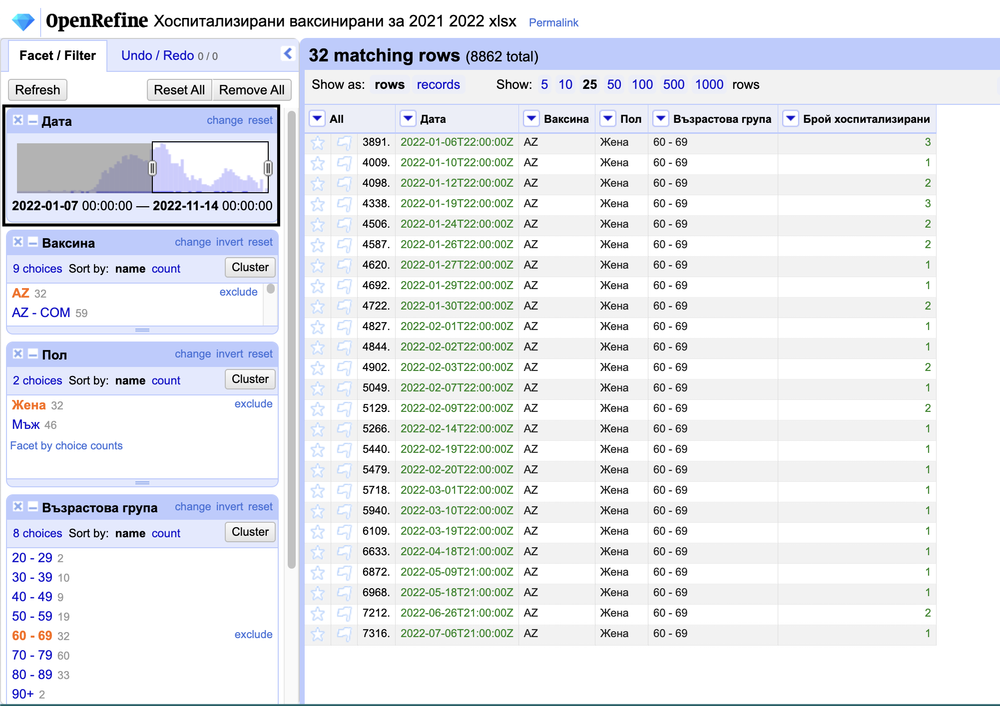 OpenRefine Хоспитализирани ваксинирани за 2021 2022 xlsx Permalink
Facet / Filter Undo / Redo 0 / 0
Refresh Reset All Remove All
Дата change reset
2022-01-07 00:00:00 — 2022-11-14 00:00:00
Ваксина change invert reset
9 choices Sort by: name count Cluster
AZ 32 exclude
AZ - COM 59
Пол change invert reset
2 choices Sort by: name count Cluster
Жена 32 exclude
Мъж 46
Facet by choice counts
Възрастова група change invert reset
8 choices Sort by: name count Cluster
20 - 29 2
30 - 39 10
40 - 49 9
50 - 59 19
60 - 69 32 exclude
70 - 79 60
80 - 89 33
90+ 2
32 matching rows (8862 total)
Show as: rows records Show: 5 10 25 50 100 500 1000 rows
All Дата Ваксина Пол Възрастова група Брой хоспитализирани
3891. 2022-01-06T22:00:00Z AZ Жена 60 - 69 3
4009. 2022-01-10T22:00:00Z AZ Жена 60 - 69 1
4098. 2022-01-12T22:00:00Z AZ Жена 60 - 69 2
4338. 2022-01-19T22:00:00Z AZ Жена 60 - 69 3
4506. 2022-01-24T22:00:00Z AZ Жена 60 - 69 2
4587. 2022-01-26T22:00:00Z AZ Жена 60 - 69 2
4620. 2022-01-27T22:00:00Z AZ Жена 60 - 69 1
4692. 2022-01-29T22:00:00Z AZ Жена 60 - 69 1
4722. 2022-01-30T22:00:00Z AZ Жена 60 - 69 2
4827. 2022-02-01T22:00:00Z AZ Жена 60 - 69 1
4844. 2022-02-02T22:00:00Z AZ Жена 60 - 69 1
4902. 2022-02-03T22:00:00Z AZ Жена 60 - 69 2
5049. 2022-02-07T22:00:00Z AZ Жена 60 - 69 1
5129. 2022-02-09T22:00:00Z AZ Жена 60 - 69 2
5266. 2022-02-14T22:00:00Z AZ Жена 60 - 69 1
5440. 2022-02-19T22:00:00Z AZ Жена 60 - 69 1
5479. 2022-02-20T22:00:00Z AZ Жена 60 - 69 1
5718. 2022-03-01T22:00:00Z AZ Жена 60 - 69 1
5940. 2022-03-10T22:00:00Z AZ Жена 60 - 69 1
6109. 2022-03-19T22:00:00Z AZ Жена 60 - 69 1
6633. 2022-04-18T21:00:00Z AZ Жена 60 - 69 1
6872. 2022-05-09T21:00:00Z AZ Жена 60 - 69 1
6968. 2022-05-18T21:00:00Z AZ Жена 60 - 69 1
7212. 2022-06-26T21:00:00Z AZ Жена 60 - 69 2
7316. 2022-07-06T21:00:00Z AZ Жена 60 - 69 1